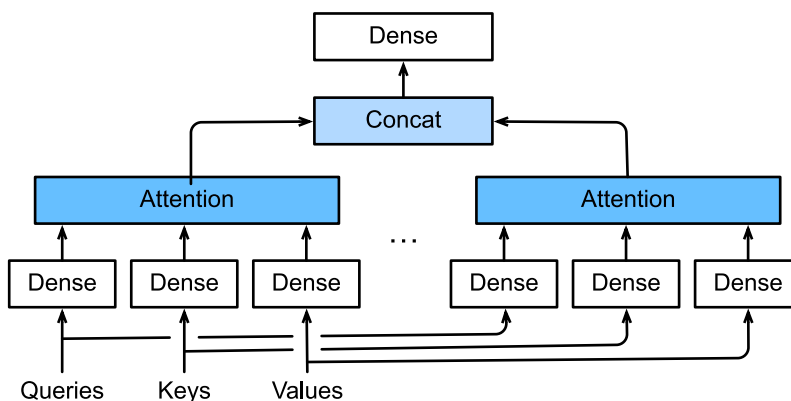 Dense
Concat
Attention Attention
...
Dense Dense Dense Dense Dense Dense
Queries Keys Values